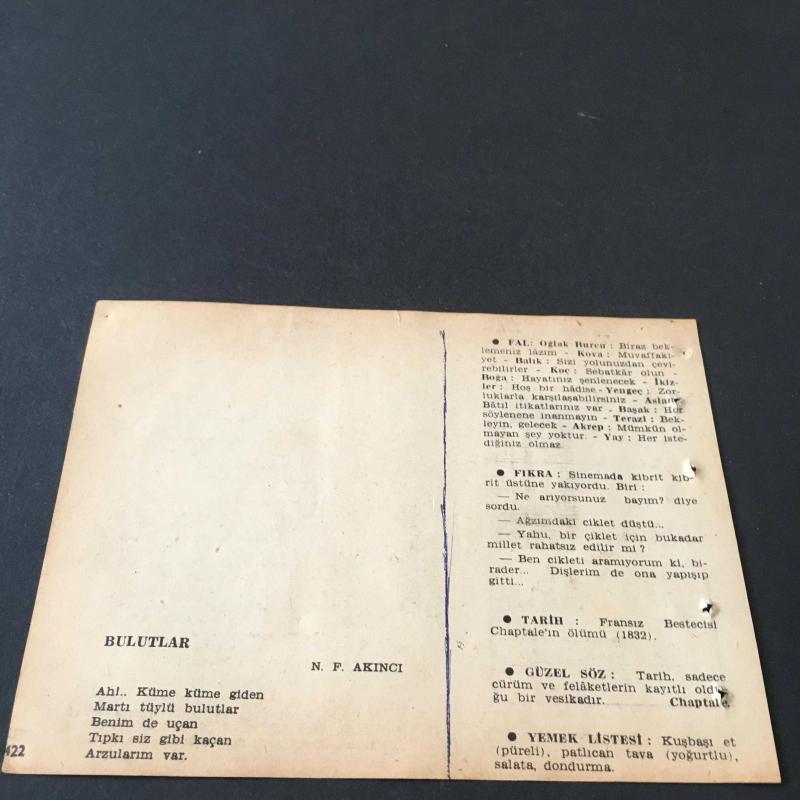 BULUTLAR
N. F. AKINCI
Ah!.. Küme küme giden
Martı tüylü bulutlar
Benim de uçan
Tıpkı siz gibi kaçan
Arzularım var.
422
● FAL: Oğlak Burcu : Biraz bek-
lemeniz lâzım - Kova : Muvaffakı-
yet - Balık : Sizi yolunuzdan çevi-
rebilirler - Koç : Sebatkâr olun -
Boğa : Hayatınız şenlenecek - İkiz-
ler : Hoş bir hâdise - Yengeç : Zor-
luklarla karşılaşabilirsiniz - Aslan:
Bâtıl itikatlarınız var - Başak : Her
söylenene inanmayın - Terazi : Bek-
leyin, gelecek - Akrep : Mümkün ol-
mayan şey yoktur. - Yay : Her iste-
diğiniz olmaz.
● FIKRA : Sinemada kibrit kib-
rit üstüne yakıyordu. Biri :
— Ne arıyorsunuz bayım? diye
sordu.
— Ağzımdaki ciklet düştü...
— Yahu, bir çiklet için bukadar
millet rahatsız edilir mi ?
— Ben cikleti aramıyorum ki, bi-
rader... Dişlerim de ona yapışıp
gitti...
● TARİH : Fransız Bestecisi
Chaptale'ın ölümü (1832).
● GÜZEL SÖZ : Tarih, sadece
cürüm ve felâketlerin kayıtlı oldu-
ğu bir vesikadır. Chaptale.
● YEMEK LİSTESİ : Kuşbaşı et
(püreli), patlıcan tava (yoğurtlu),
salata, dondurma.